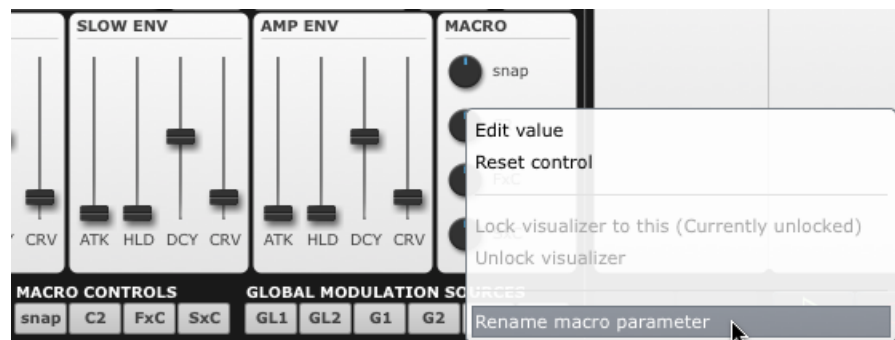 SLOW ENV
AMP ENV
MACRO
snap
Edit value
Reset control
FxC
Lock visualizer to this (Currently unlocked)
Unlock visualizer
CRV
ATK HLD DCY CRV
ATK HLD DCY CRV
MACRO CONTROLS
GLOBAL MODULATION SO
snap C2 FxC SxC
GL1 GL2 G1 G2
Rename macro parameter